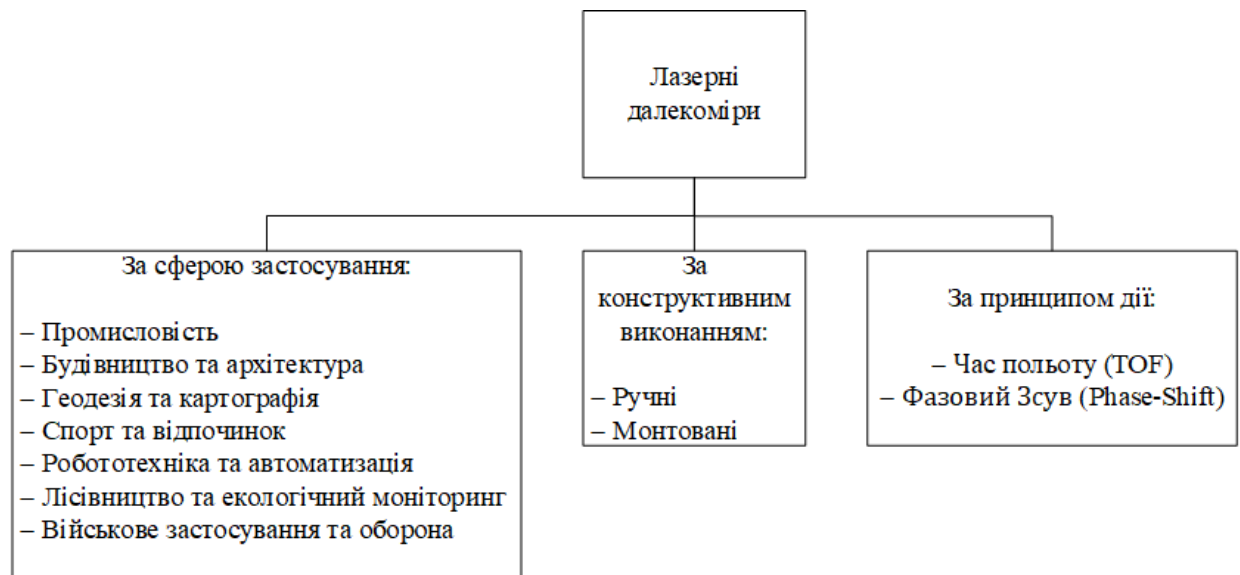 Лазерні
далекоміри
За сферою застосування:
– Промисловість
– Будівництво та архітектура
– Геодезія та картографія
– Спорт та відпочинок
– Робототехніка та автоматизація
– Лісівництво та екологічний моніторинг
– Військове застосування та оборона
За
конструктивним
виконанням:
– Ручні
– Монтовані
За принципом дії:
– Час польоту (TOF)
– Фазовий Зсув (Phase-Shift)